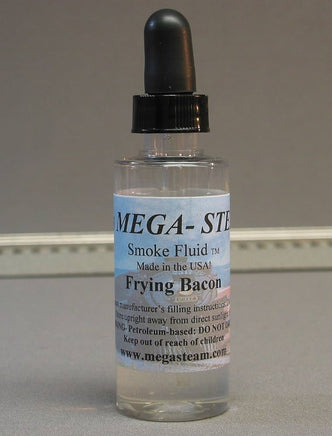 MEGA- STE
Smoke Fluid TM
Made in the USA!
Frying Bacon
manufacturer's filling instructions
upright away from direct sunlight
Petroleum-based: DO NOT
Keep out of reach of children
www.megasteam.com